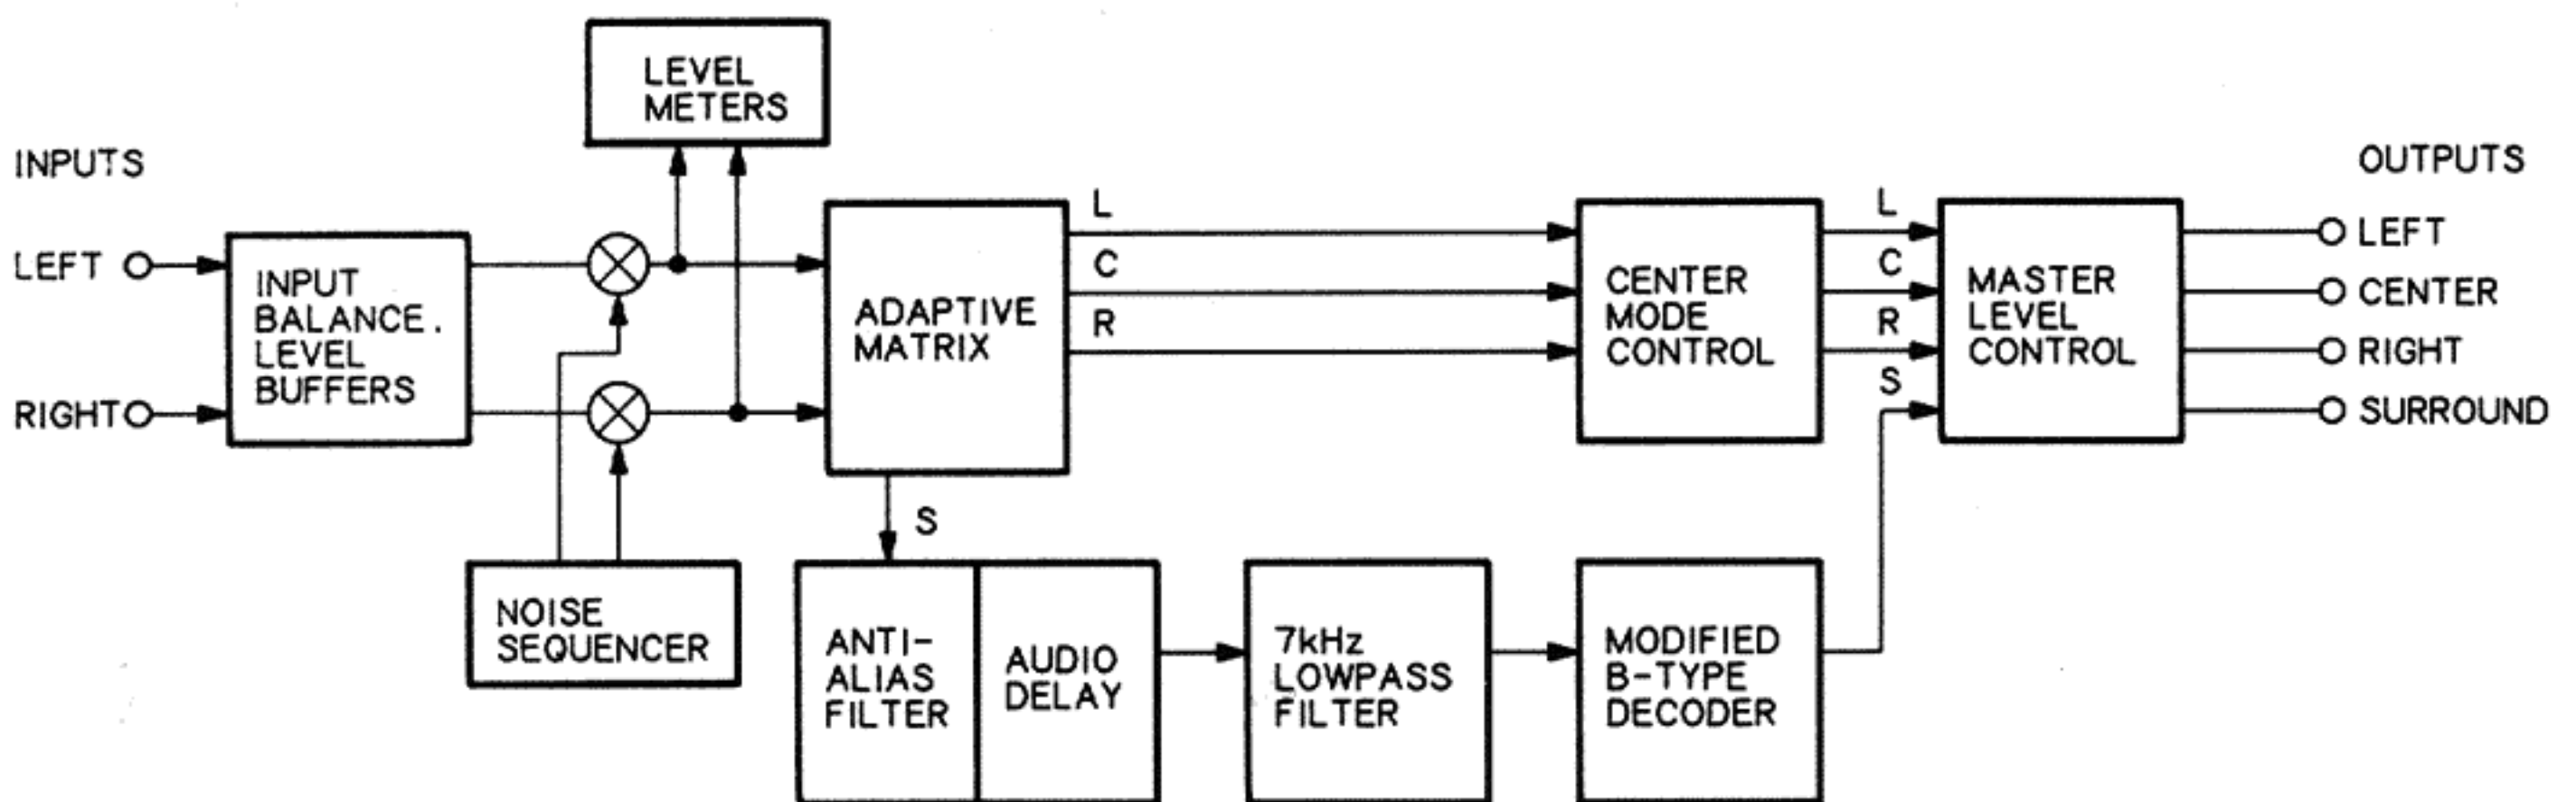 LEVEL
METERS
INPUTS
OUTPUTS
LEFT
RIGHT
INPUT
BALANCE.
LEVEL
BUFFERS
NOISE
SEQUENCER
ADAPTIVE
MATRIX
L
C
R
S
ANTI-
ALIAS
FILTER
AUDIO
DELAY
7kHz
LOWPASS
FILTER
MODIFIED
B-TYPE
DECODER
CENTER
MODE
CONTROL
L
C
R
S
MASTER
LEVEL
CONTROL
LEFT
CENTER
RIGHT
SURROUND